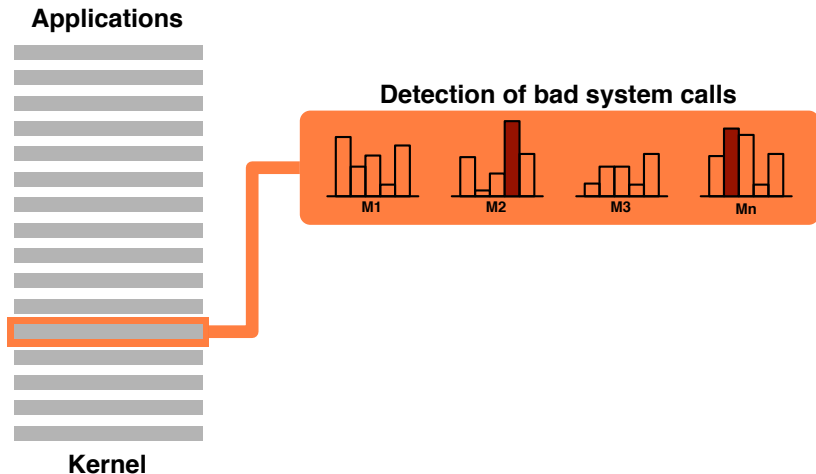 Applications
Detection of bad system calls
M1 M2 M3 Mn
Kernel